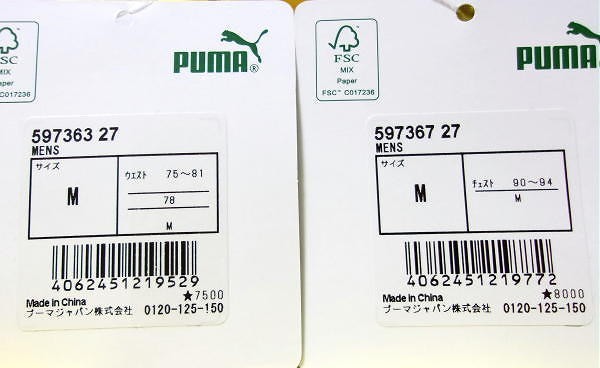 FSC
MIX
Paper
C017236
PUMA®
597363 27
MENS
サイズ
M
ウエスト 75〜81
78
M
4062451219529
★7500
Made in China
プーマジャパン株式会社 0120-125-150
FSC
MIX
Paper
FSC™ C017236
PUMA®
597367 27
MENS
サイズ
M
チェスト 90〜94
M
4062451219772
★8000
Made in China
プーマジャパン株式会社 0120-125-150